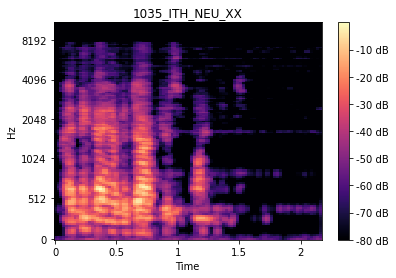 1035_ITH_NEU_XX
8192
4096
2048
1024
512
0
Hz
0
0.5
1
1.5
2
Time
-10 dB
-20 dB
-30 dB
-40 dB
-50 dB
-60 dB
-70 dB
-80 dB